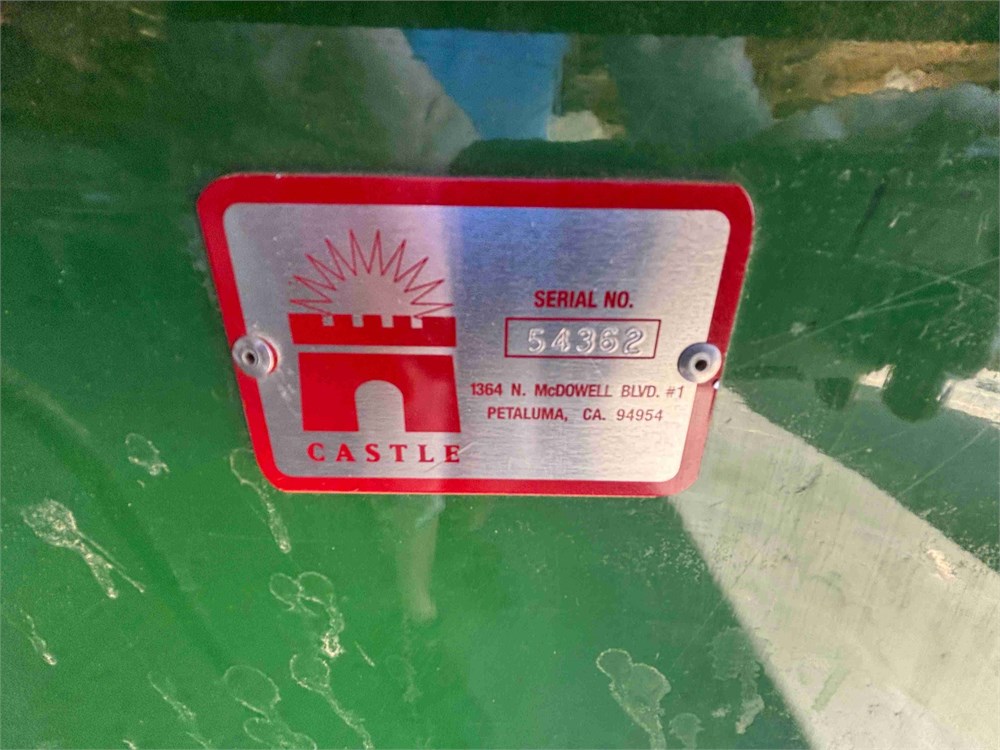 SERIAL NO.
54362
1364 N. McDOWELL BLVD. #1
PETALUMA, CA. 94954
CASTLE